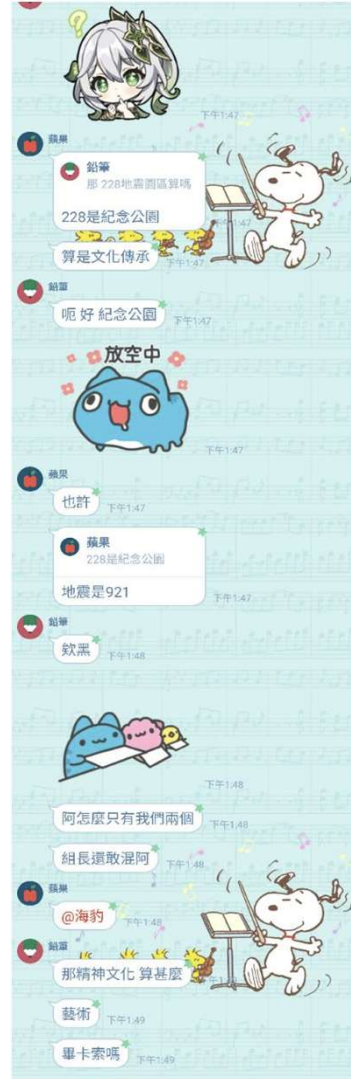 ?
下午1:47
蘋果
鉛筆
那 228地震園區算嗎
228是紀念公園
下午1:47
算是文化傳承
下午1:47
鉛筆
呃 好 紀念公園
下午1:47
放空中
下午1:47
蘋果
也許
下午1:47
蘋果
228是紀念公園
地震是921
下午1:47
鉛筆
欸黑
下午1:48
下午1:48
阿怎麼只有我們兩個
下午1:48
組長還敢混阿
下午1:48
蘋果
@海豹
下午1:48
鉛筆
那精神文化 算甚麼
藝術
下午1:49
畢卡索嗎
下午1:49